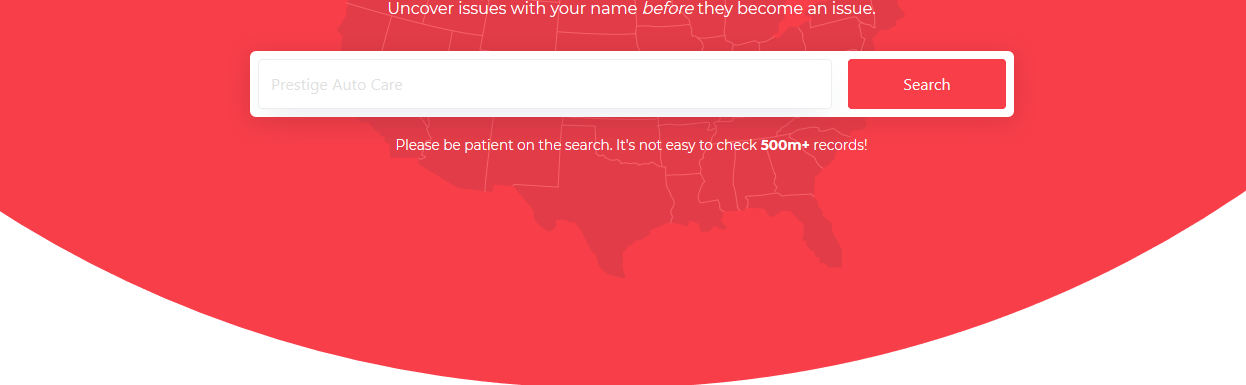 Uncover issues with your name before they become an issue.
Prestige Auto Care
Search
Please be patient on the search. It's not easy to check 500m+ records!